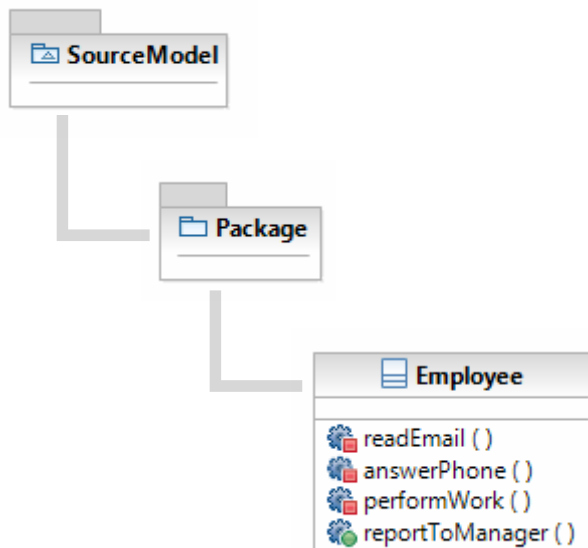 SourceModel
Package
Employee
readEmail ( )
answerPhone ( )
performWork ( )
reportToManager ( )